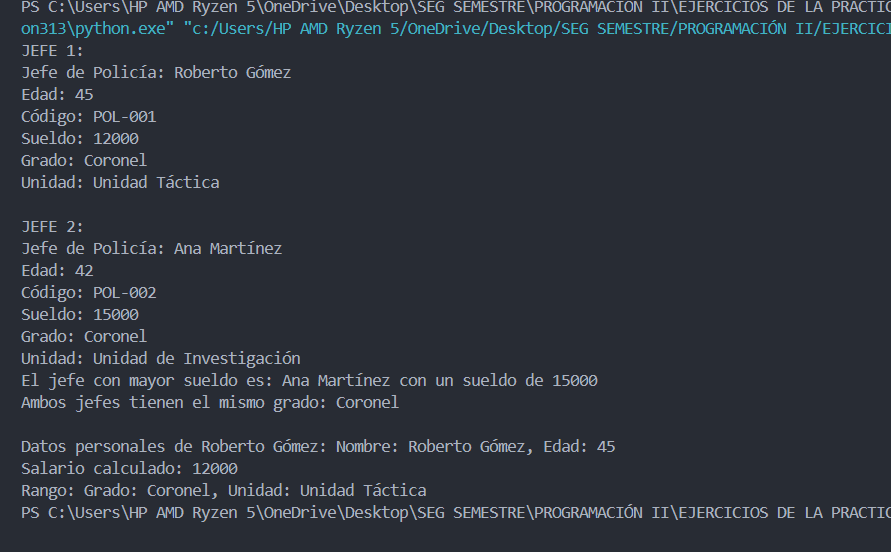 PS C:\Users\HP AMD Ryzen 5\OneDrive\Desktop\SEG SEMESTRE\PROGRAMACIÓN II\EJERCICIOS DE LA PRACTIC
on313\python.exe" "c:/Users/HP AMD Ryzen 5/OneDrive/Desktop/SEG SEMESTRE/PROGRAMACIÓN II/EJERCICI
JEFE 1:
Jefe de Policía: Roberto Gómez
Edad: 45
Código: POL-001
Sueldo: 12000
Grado: Coronel
Unidad: Unidad Táctica
JEFE 2:
Jefe de Policía: Ana Martínez
Edad: 42
Código: POL-002
Sueldo: 15000
Grado: Coronel
Unidad: Unidad de Investigación
El jefe con mayor sueldo es: Ana Martínez con un sueldo de 15000
Ambos jefes tienen el mismo grado: Coronel
Datos personales de Roberto Gómez: Nombre: Roberto Gómez, Edad: 45
Salario calculado: 12000
Rango: Grado: Coronel, Unidad: Unidad Táctica
PS C:\Users\HP AMD Ryzen 5\OneDrive\Desktop\SEG SEMESTRE\PROGRAMACIÓN II\EJERCICIOS DE LA PRACTIC